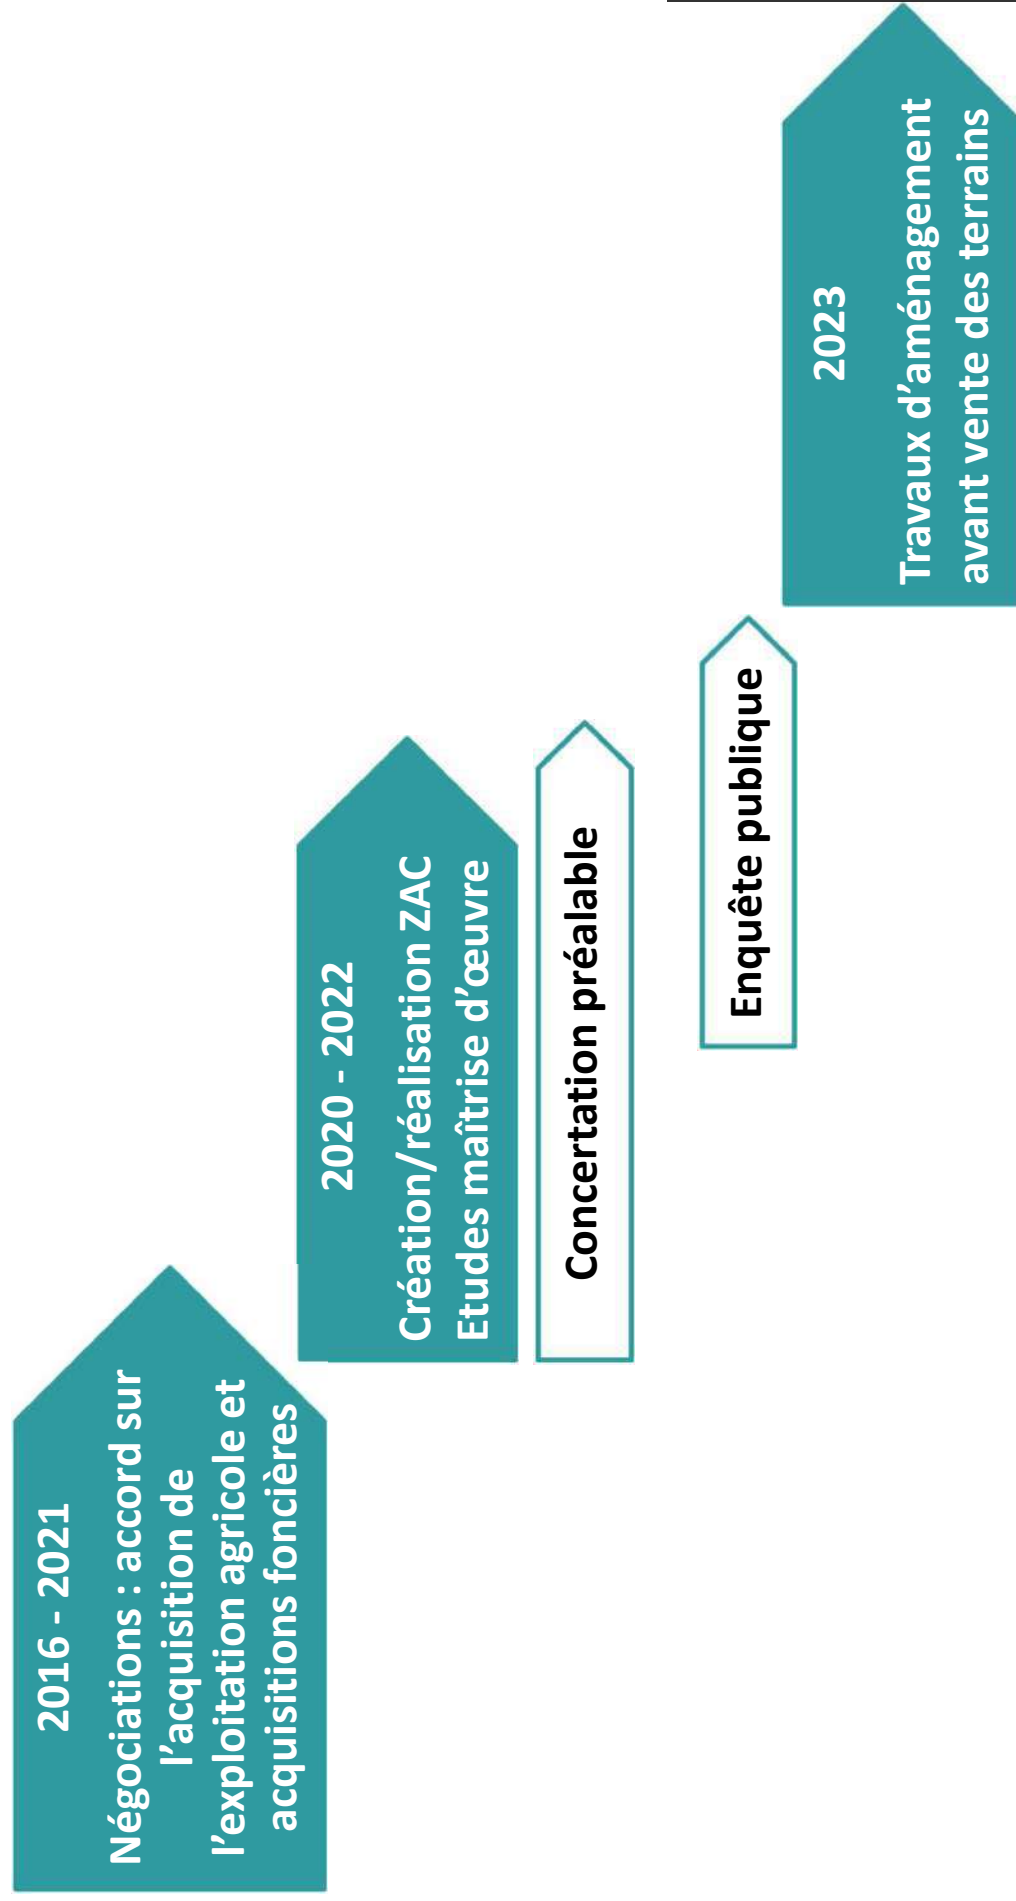 2016 - 2021
Négociations : accord sur
l’acquisition de
l’exploitation agricole et
acquisitions foncières
2020 - 2022
Création/réalisation ZAC
Etudes maîtrise d’œuvre
Concertation préalable
Enquête publique
2023
Travaux d’aménagement
avant vente des terrains